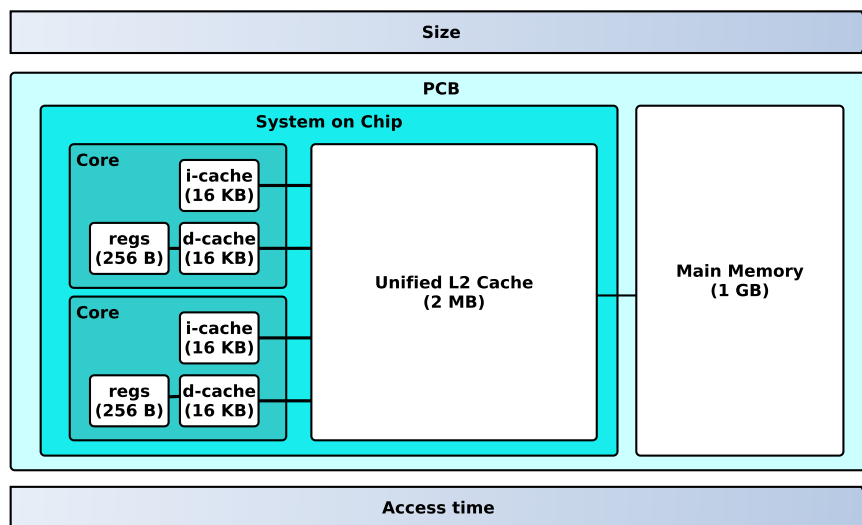 Size
PCB
System on Chip
Core
i-cache
(16 KB)
regs
(256 B)
d-cache
(16 KB)
Core
i-cache
(16 KB)
regs
(256 B)
d-cache
(16 KB)
Unified L2 Cache
(2 MB)
Main Memory
(1 GB)
Access time